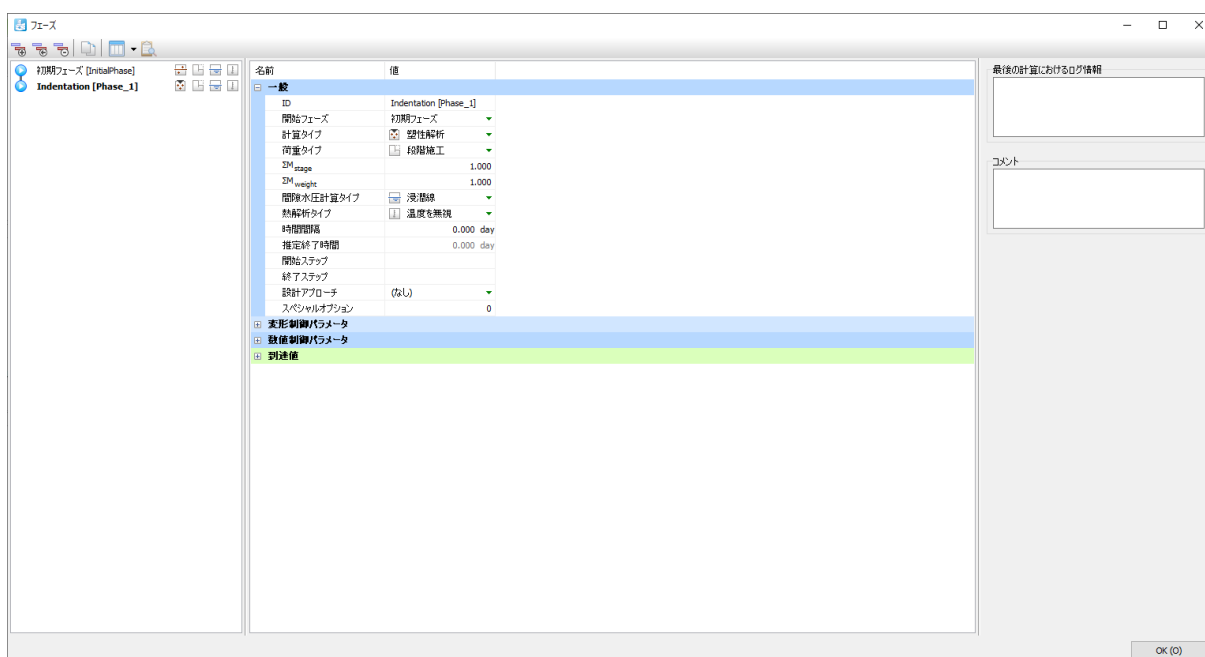 フェーズ
初期フェーズ [InitialPhase]
Indentation [Phase_1]
名前 値
一般
ID Indentation [Phase_1]
開始フェーズ 初期フェーズ
計算タイプ 塑性解析
荷重タイプ 段階施工
ΣM stage 1.000
ΣM weight 1.000
間隙水圧計算タイプ 浸潤線
熱解析タイプ 温度を無視
時間間隔 0.000 day
推定終了時間 0.000 day
開始ステップ
終了ステップ
設計アプローチ (なし)
スペシャルオプション 0
変形制御パラメータ
数値制御パラメータ
到達値
最後の計算におけるログ情報
コメント
OK (O)